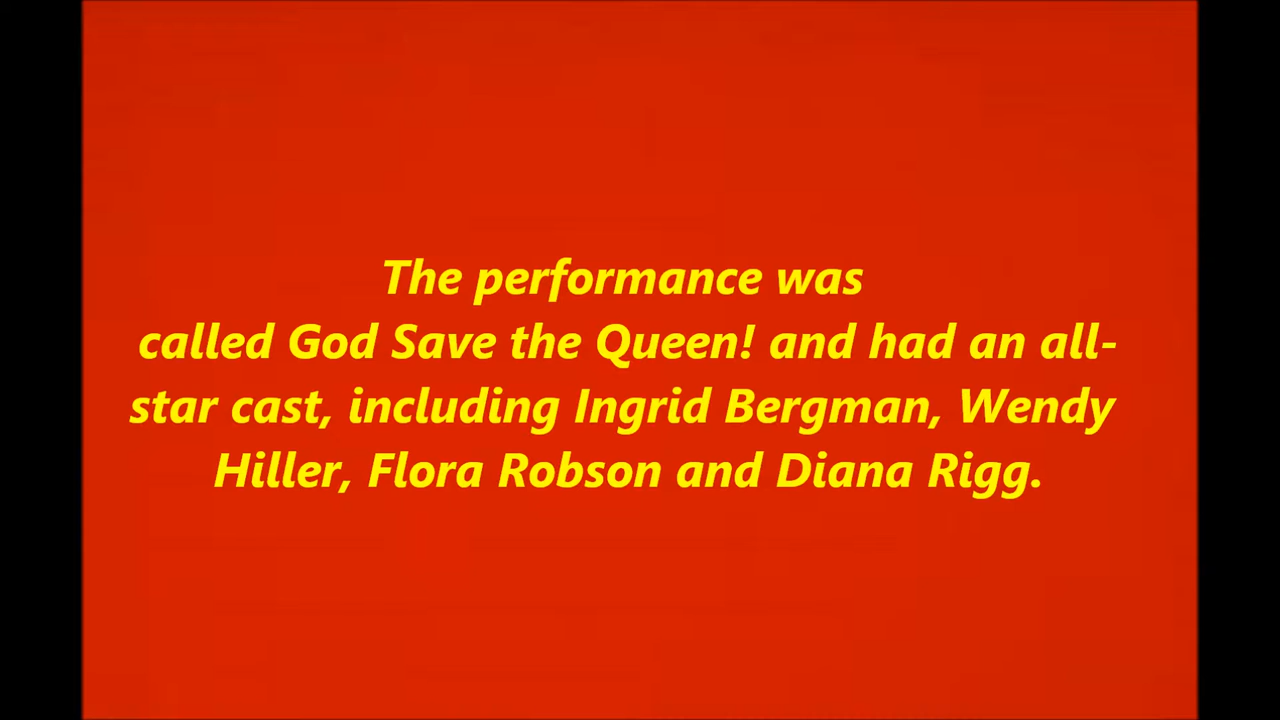 The performance was
called God Save the Queen! and had an all-
star cast, including Ingrid Bergman, Wendy
Hiller, Flora Robson and Diana Rigg.